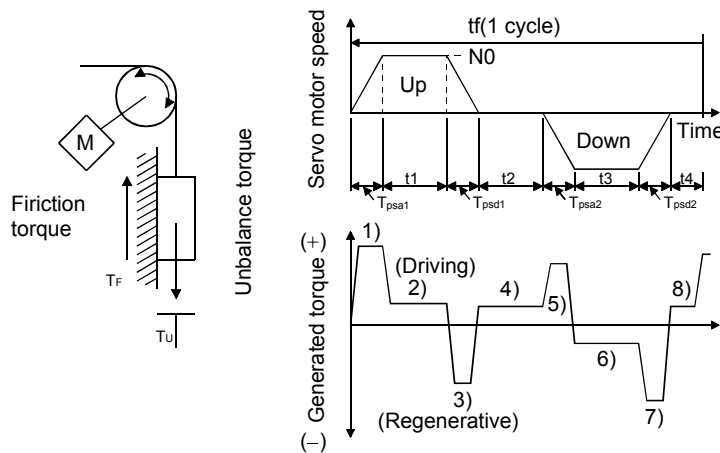 tf(1 cycle)
Servo motor speed
N0
Up
Down
Time
t1
t2
t3
t4
Tpsa1
Tpsd1
Tpsa2
Tpsd2
M
Firiction
torque
TF
TU
Unbalance torque
Generated torque
(+)
(−)
1)
(Driving)
2)
3)
(Regenerative)
4)
5)
6)
7)
8)